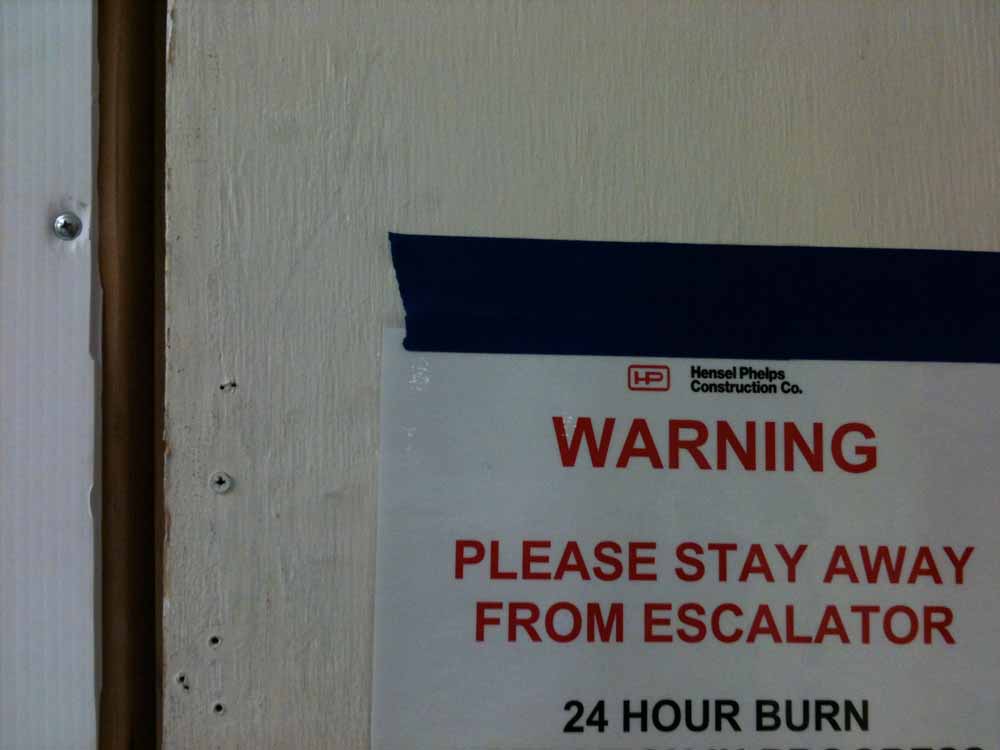 HP Hensel Phelps
Construction Co.
WARNING
PLEASE STAY AWAY
FROM ESCALATOR
24 HOUR BURN